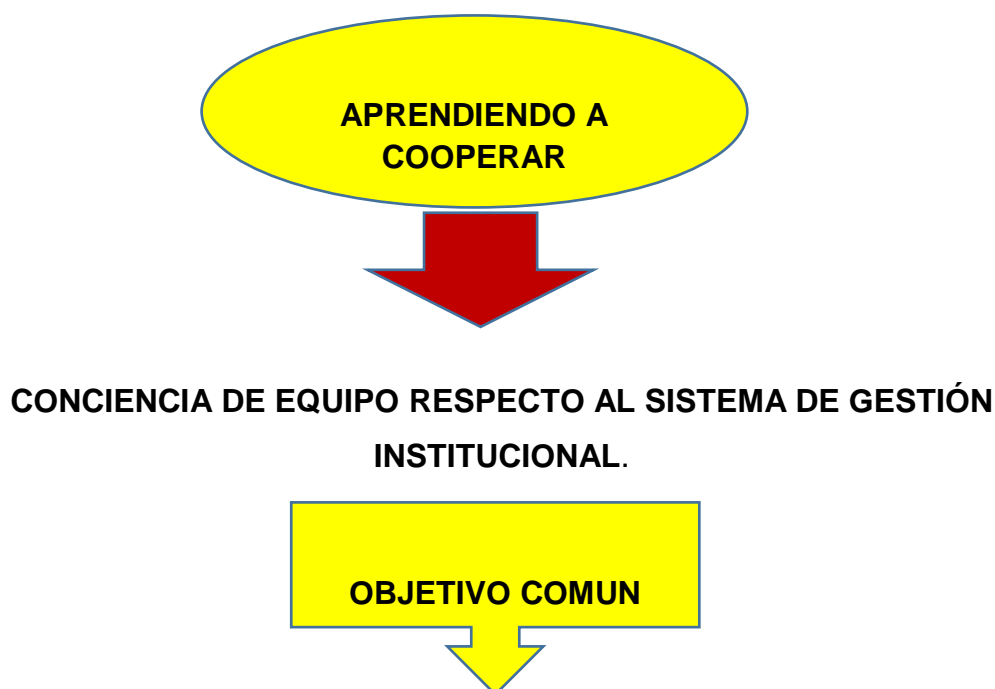 APRENDIENDO A
COOPERAR
CONCIENCIA DE EQUIPO RESPECTO AL SISTEMA DE GESTIÓN
INSTITUCIONAL.
OBJETIVO COMUN